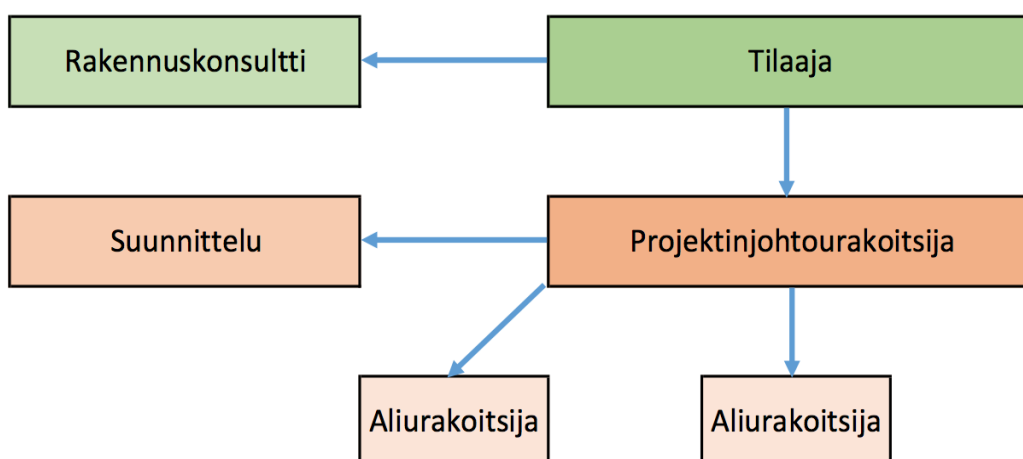 Rakennuskonsultti
Tilaaja
Suunnittelu
Projektinjohtourakoitsija
Aliurakoitsija
Aliurakoitsija